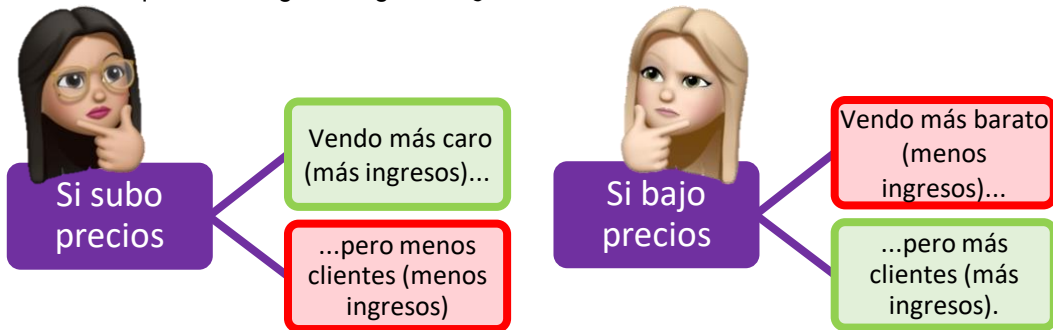 Si subo
precios
Vendo más caro
(más ingresos)...
...pero menos
clientes (menos
ingresos)
Si bajo
precios
Vendo más barato
(menos
ingresos)...
...pero más
clientes (más
ingresos).